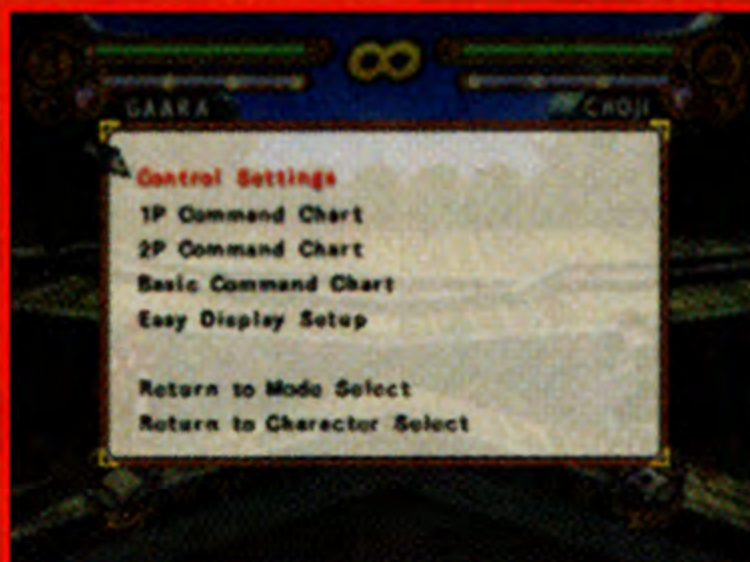 ∞
GAARA CHOJI
Control Settings
1P Command Chart
2P Command Chart
Basic Command Chart
Easy Display Setup
Return to Mode Select
Return to Character Select